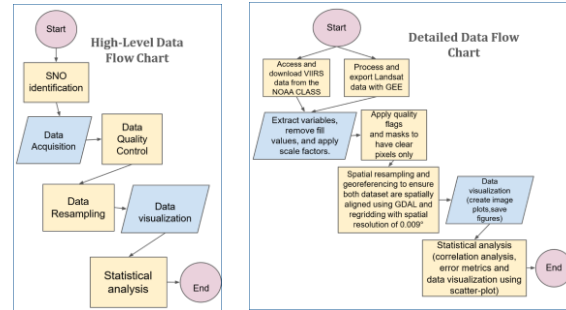 Start
High-Level Data
Flow Chart
SNO
identification
Data
Acquisition
Data
Quality
Control
Data
Resampling
Data
visualization
Statistical
analysis
End
Start
Detailed Data Flow
Chart
Access and
download VIIRS
data from the
NOAA CLASS
Process and
export Landsat
data with GEE
Extract variables,
remove fill
values, and apply
scale factors.
Apply quality
flags
and masks to
have clear
pixels only
Spatial resampling and
georeferencing to ensure
both dataset are spatially
aligned using GDAL and
regridding with spatial
resolution of 0.009°
Data
visualization
(create image
plots,save
figures)
Statistical analysis
(correlation analysis,
error metrics and
data visualization using
scatter-plot)
End